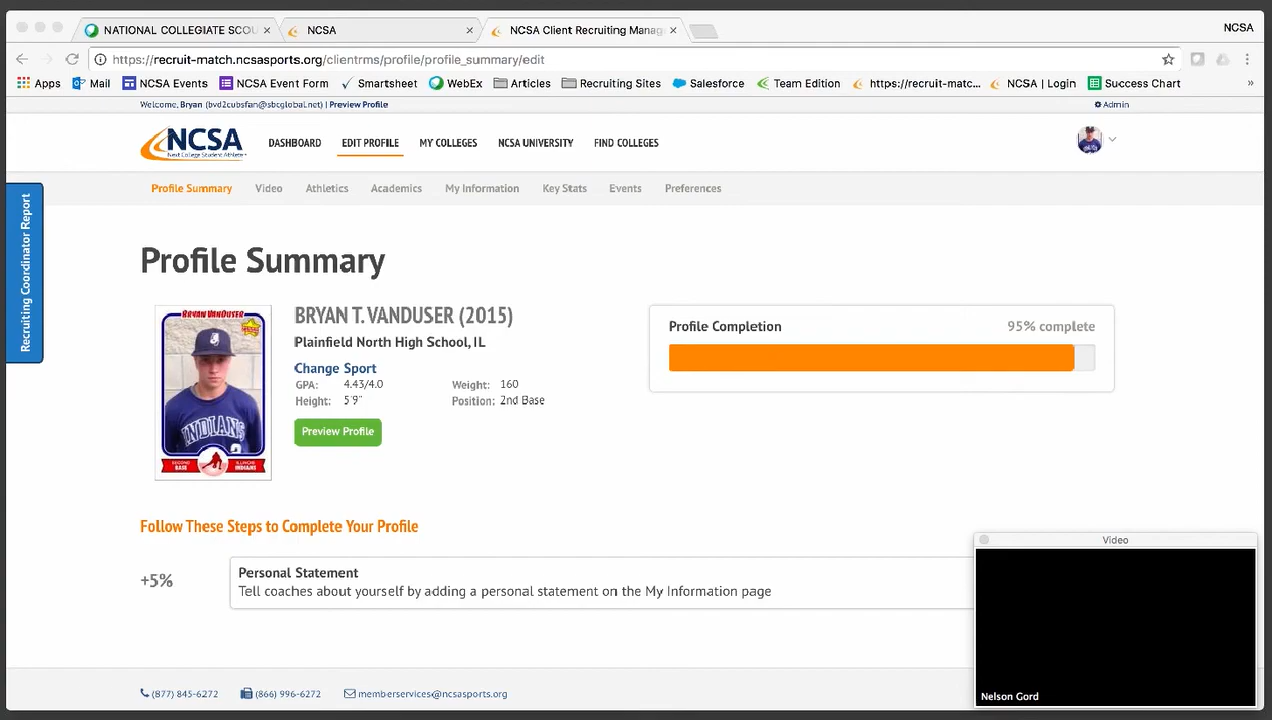 NATIONAL COLLEGIATE SCOU
NCSA
NCSA Client Recruiting Manag
NCSA
https://recruit-match.ncsasports.org/clientrms/profile/profile_summary/edit
Apps Mail NCSA Events NCSA Event Form Smartsheet WebEx Articles Recruiting Sites Salesforce Team Edition https://recruit-matc... NCSA | Login Success Chart »
Welcome, Bryan (bvd2cubsfan@sbcglobal.net) | Preview Profile
Admin
NCSA
Next College Student Athlete
DASHBOARD EDIT PROFILE MY COLLEGES NCSA UNIVERSITY FIND COLLEGES
Profile Summary Video Athletics Academics My Information Key Stats Events Preferences
Recruiting Coordinator Report
Profile Summary
BRYAN VANDUSER
INDIANS
2
SECOND BASE
ILLINOIS INDIANS
BRYAN T. VANDUSER (2015)
Plainfield North High School, IL
Change Sport
GPA: 4.43/4.0 Weight: 160
Height: 5'9" Position: 2nd Base
Preview Profile
Profile Completion 95% complete
Follow These Steps to Complete Your Profile
+5%
Personal Statement
Tell coaches about yourself by adding a personal statement on the My Information page
Video
Nelson Gord
(877) 845-6272 (866) 996-6272 memberservices@ncsasports.org